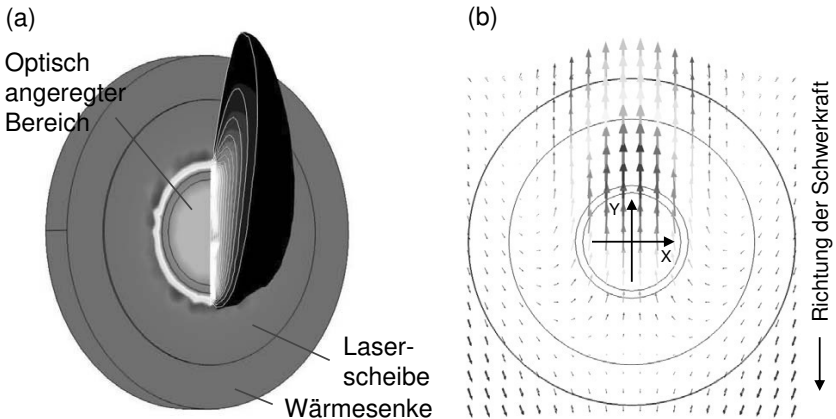 (a)
Optisch
angeregter
Bereich
Laser-
scheibe
Wärmesenke
(b)
Y
X
Richtung der Schwerkraft